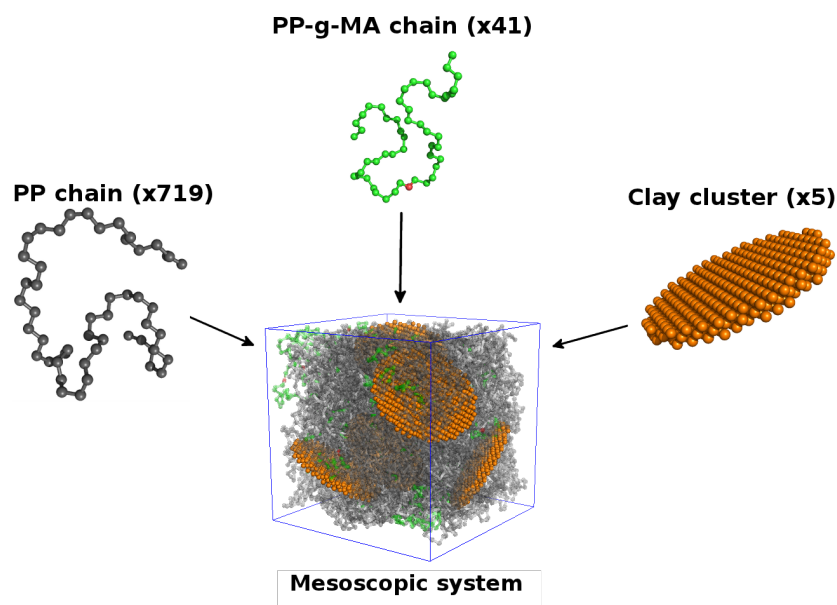 PP-g-MA chain (x41)
PP chain (x719)
Clay cluster (x5)
Mesoscopic system